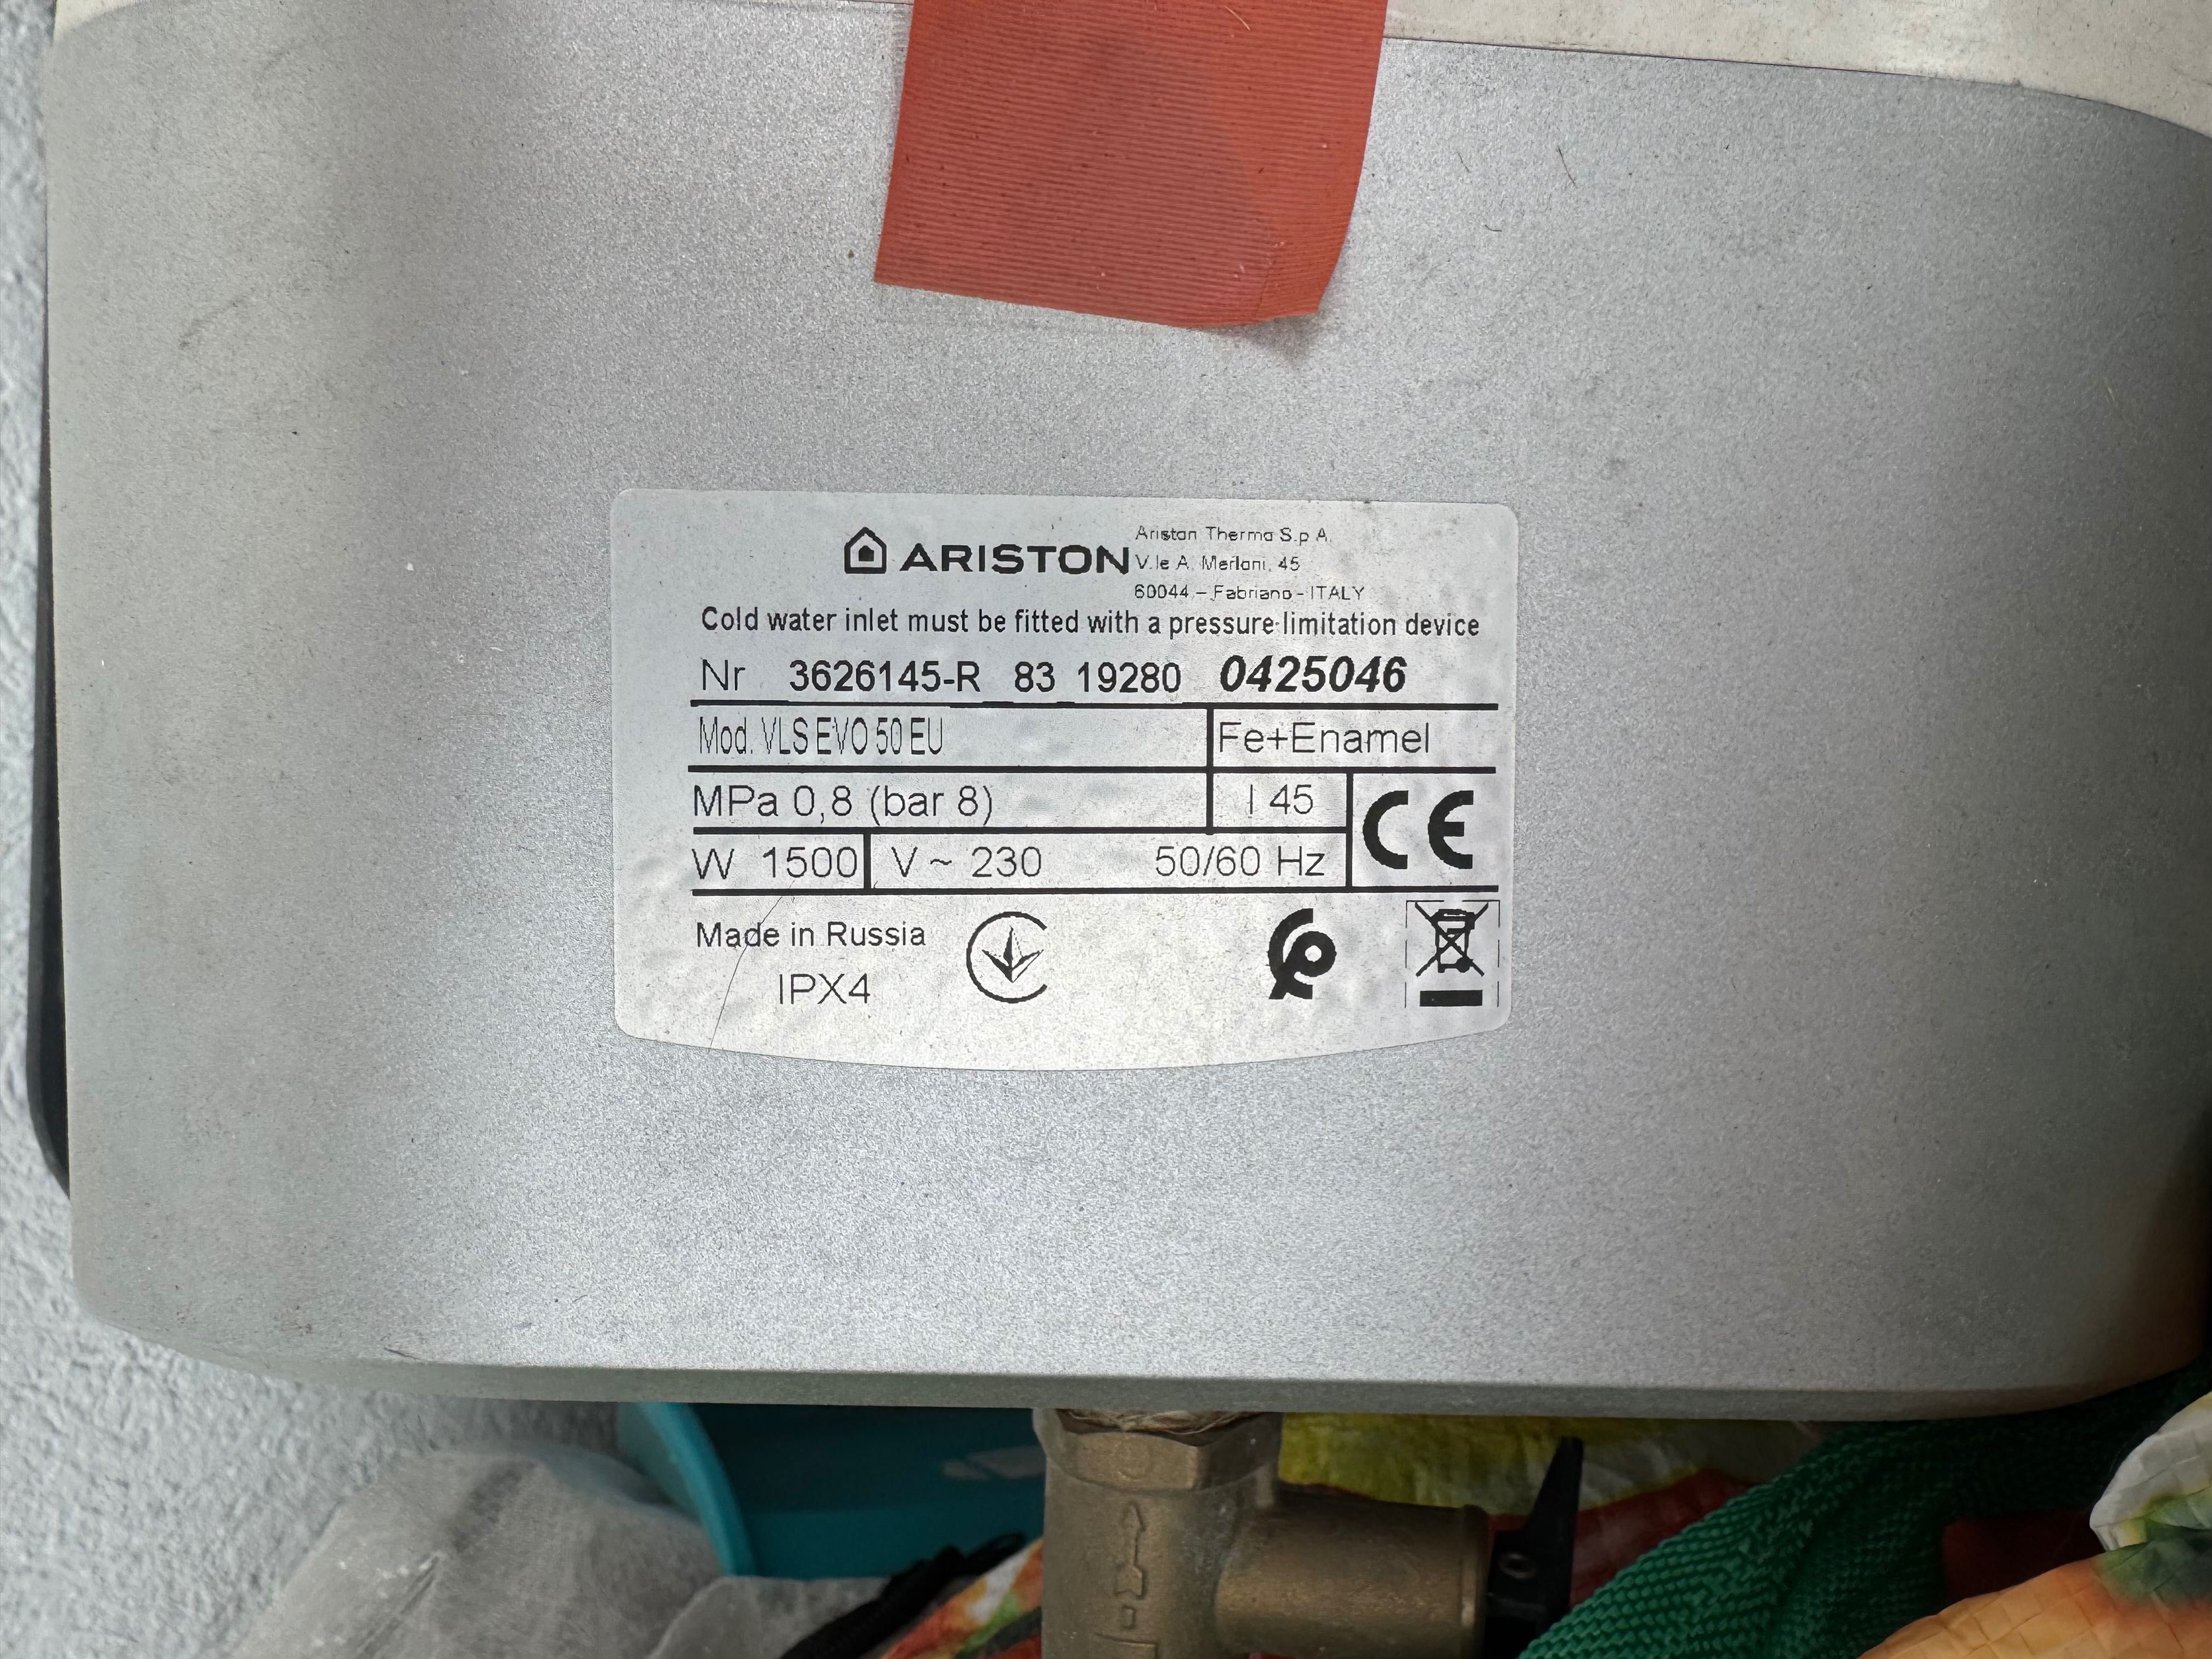 ARISTON
Ariston Thermo S.p.A.
V.le A. Merloni, 45
60044 - Fabriano - ITALY
Cold water inlet must be fitted with a pressure limitation device
Nr 3626145-R 83 19280 0425046
Mod. VLS EVO 50 EU Fe+Enamel
MPa 0,8 (bar 8) l 45
W 1500 V ~ 230 50/60 Hz
CE
Made in Russia
IPX4